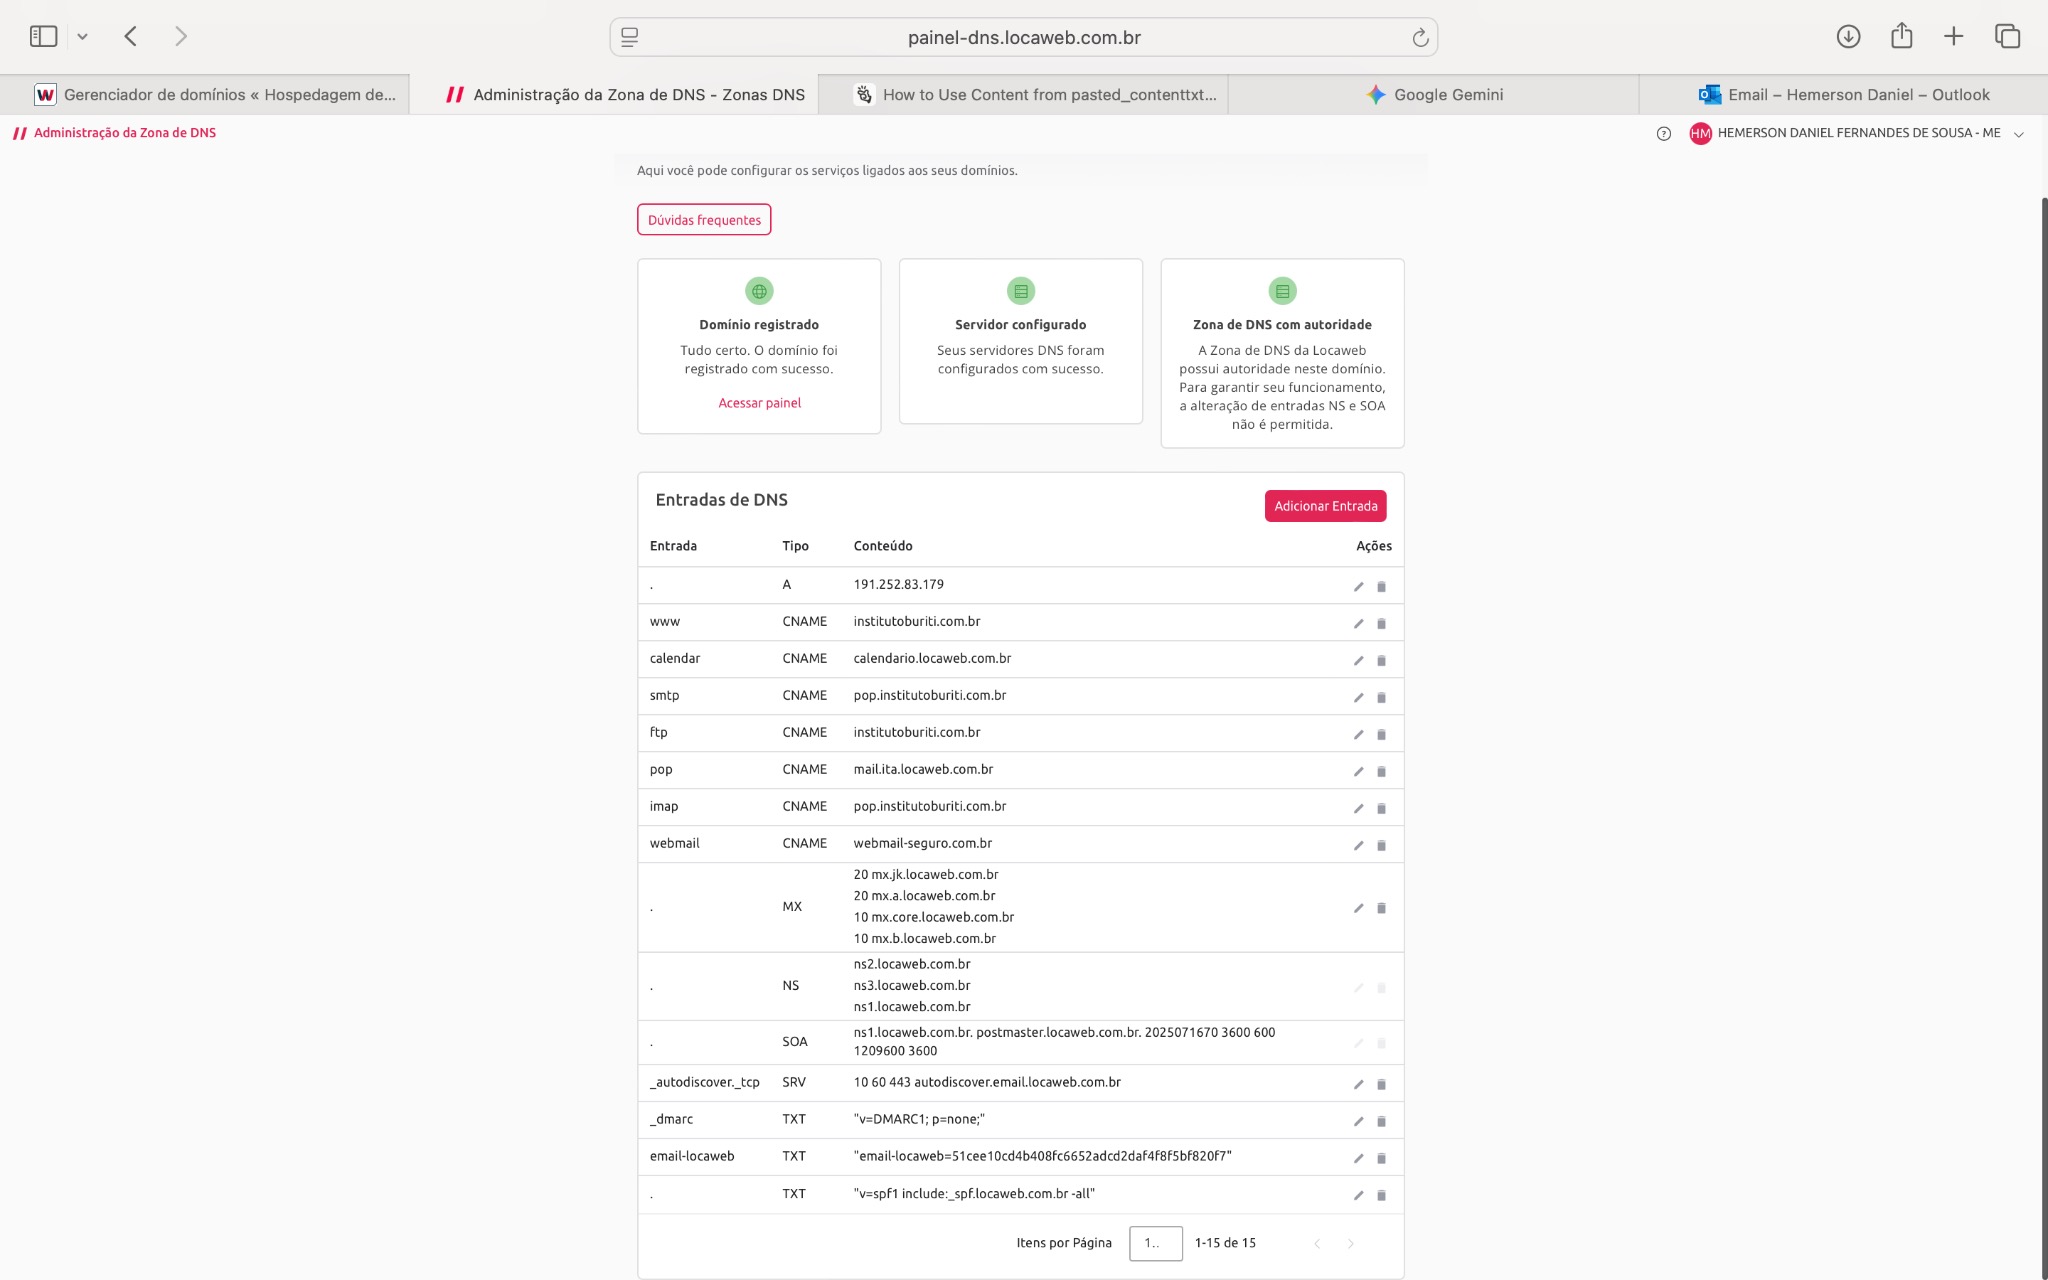 painel-dns.locaweb.com.br
Gerenciador de domínios « Hospedagem de...
Administração da Zona de DNS - Zonas DNS
How to Use Content from pasted_contenttxt...
Google Gemini
Email – Hemerson Daniel – Outlook
Administração da Zona de DNS
HM HEMERSON DANIEL FERNANDES DE SOUSA - ME
Aqui você pode configurar os serviços ligados aos seus domínios.
Dúvidas frequentes
Domínio registrado
Tudo certo. O domínio foi
registrado com sucesso.
Acessar painel
Servidor configurado
Seus servidores DNS foram
configurados com sucesso.
Zona de DNS com autoridade
A Zona de DNS da Locaweb
possui autoridade neste domínio.
Para garantir seu funcionamento,
a alteração de entradas NS e SOA
não é permitida.
Entradas de DNS
Adicionar Entrada
Entrada Tipo Conteúdo Ações
. A 191.252.83.179
www CNAME institutoburiti.com.br
calendar CNAME calendario.locaweb.com.br
smtp CNAME pop.institutoburiti.com.br
ftp CNAME institutoburiti.com.br
pop CNAME mail.ita.locaweb.com.br
imap CNAME pop.institutoburiti.com.br
webmail CNAME webmail-seguro.com.br
. MX 20 mx.jk.locaweb.com.br
20 mx.a.locaweb.com.br
10 mx.core.locaweb.com.br
10 mx.b.locaweb.com.br
. NS ns2.locaweb.com.br
ns3.locaweb.com.br
ns1.locaweb.com.br
. SOA ns1.locaweb.com.br. postmaster.locaweb.com.br. 2025071670 3600 600
1209600 3600
_autodiscover._tcp SRV 10 60 443 autodiscover.email.locaweb.com.br
_dmarc TXT "v=DMARC1; p=none;"
email-locaweb TXT "email-locaweb=51cee10cd4b408fc6652adcd2daf4f8f5bf820f7"
. TXT "v=spf1 include:_spf.locaweb.com.br -all"
Itens por Página 1.. 1-15 de 15